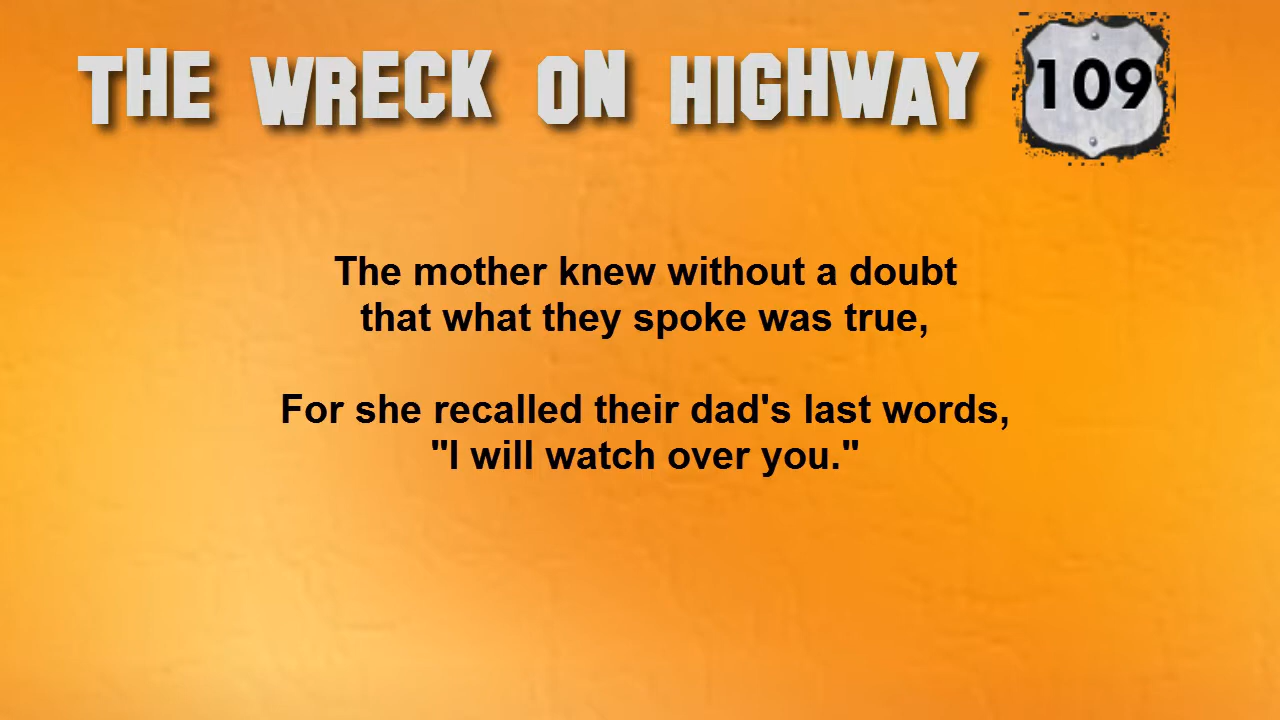 THE WRECK ON HIGHWAY 109
The mother knew without a doubt
that what they spoke was true,
For she recalled their dad's last words,
"I will watch over you."